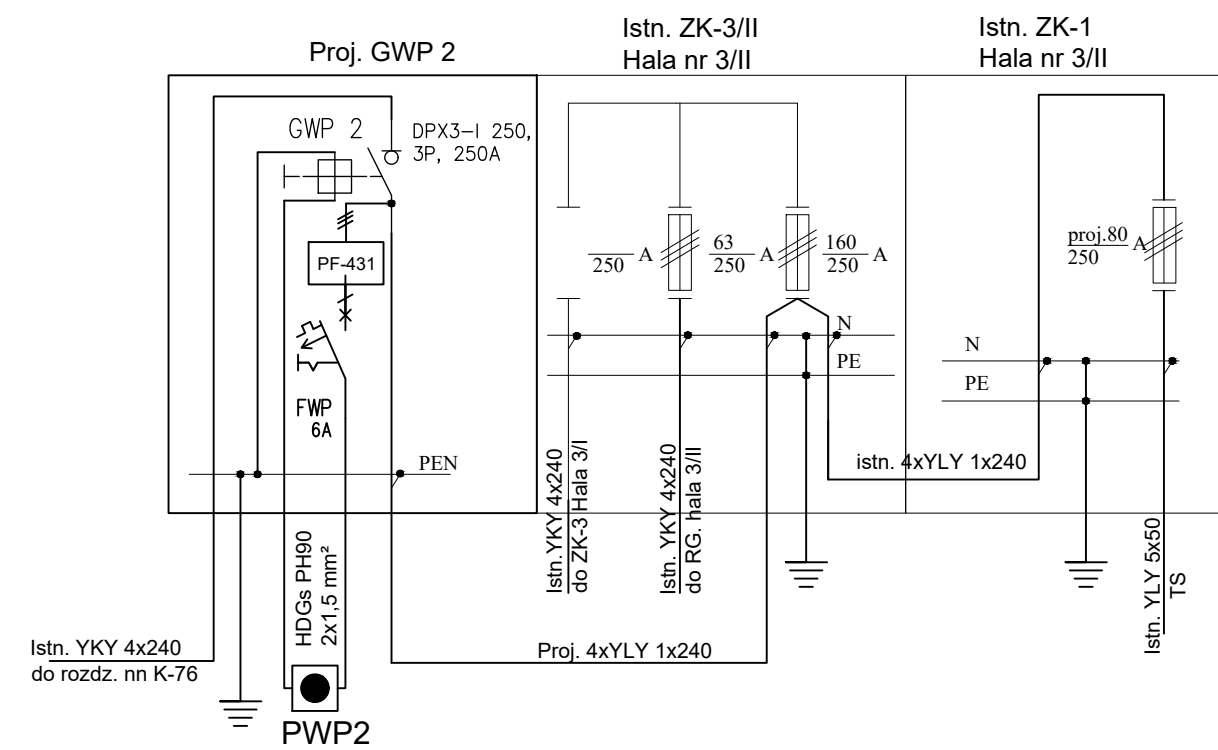 Proj. GWP 2
Istn. ZK-3/II
Hala nr 3/II
Istn. ZK-1
Hala nr 3/II
GWP 2
DPX3-I 250,
3P, 250A
PF-431
FWP
6A
PEN
250 A
63
250 A
160
250 A
N
PE
proj.80
250 A
N
PE
istn. 4xYLY 1x240
Istn.YKY 4x240
do ZK-3 Hala 3/I
Istn. YKY 4x240
do RG. hala 3/II
Istn. YLY 5x50
TS
HDGs PH90
2x1,5 mm²
Proj. 4xYLY 1x240
Istn. YKY 4x240
do rozdz. nn K-76
PWP2